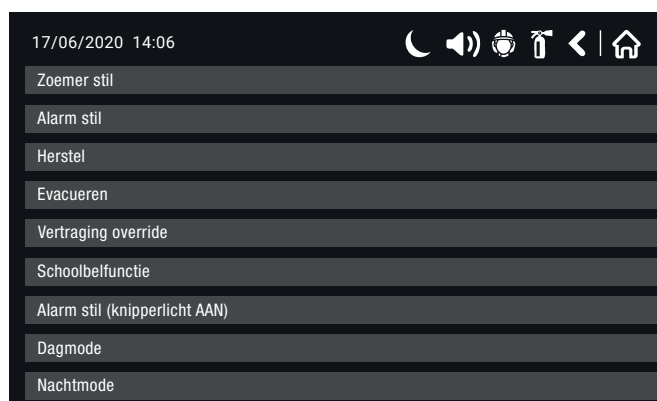 17/06/2020 14:06
Zoemer stil
Alarm stil
Herstel
Evacueren
Vertraging override
Schoolbelfunctie
Alarm stil (knipperlicht AAN)
Dagmode
Nachtmode